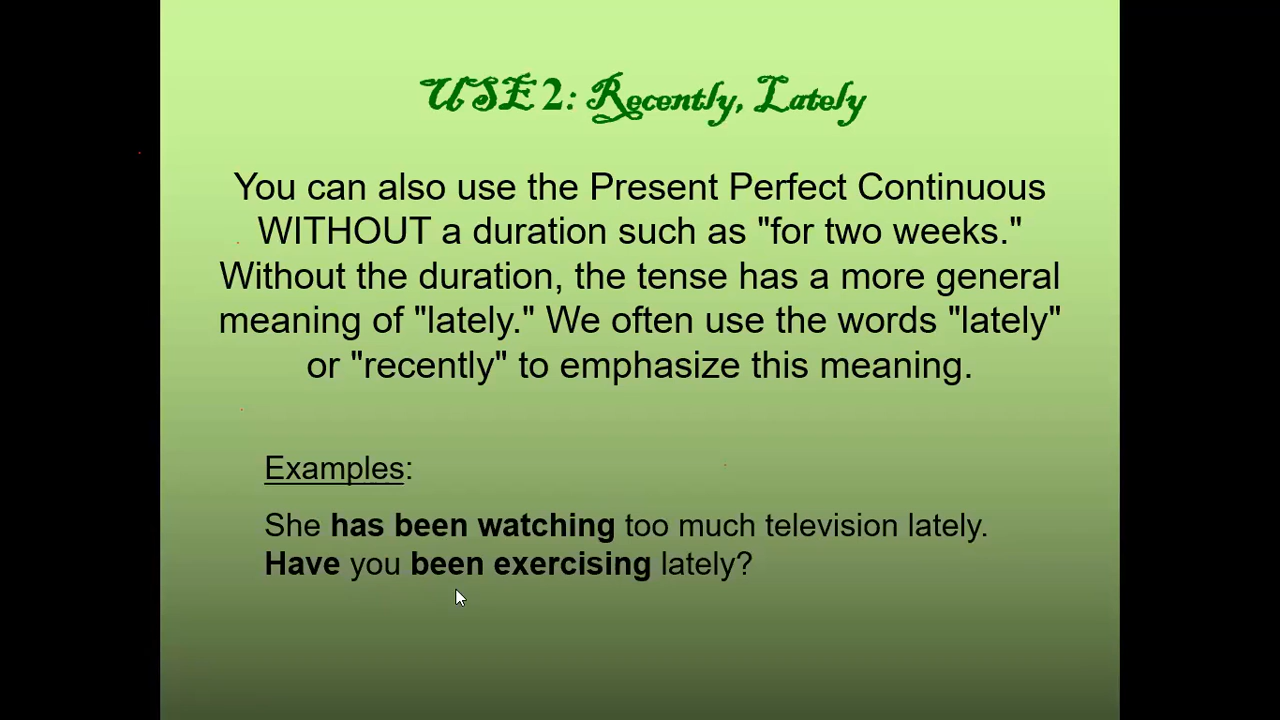 USE 2: Recently, Lately
You can also use the Present Perfect Continuous
WITHOUT a duration such as "for two weeks."
Without the duration, the tense has a more general
meaning of "lately." We often use the words "lately"
or "recently" to emphasize this meaning.
Examples:
She has been watching too much television lately.
Have you been exercising lately?